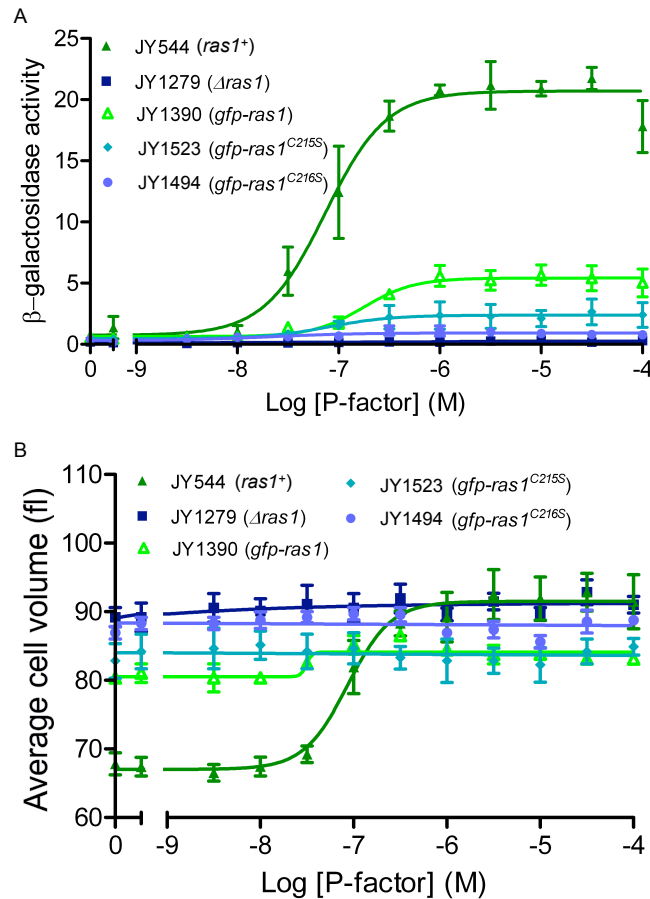 A
β−galactosidase activity
25
20
15
10
5
0
JY544 (ras1⁺)
JY1279 (Δras1)
JY1390 (gfp-ras1)
JY1523 (gfp-ras1ᶜ²¹⁵ˢ)
JY1494 (gfp-ras1ᶜ²¹⁶ˢ)
0 -9 -8 -7 -6 -5 -4
Log [P-factor] (M)
B
Average cell volume (fl)
110
100
90
80
70
60
JY544 (ras1⁺)
JY1279 (Δras1)
JY1390 (gfp-ras1)
JY1523 (gfp-ras1ᶜ²¹⁵ˢ)
JY1494 (gfp-ras1ᶜ²¹⁶ˢ)
0 -9 -8 -7 -6 -5 -4
Log [P-factor] (M)